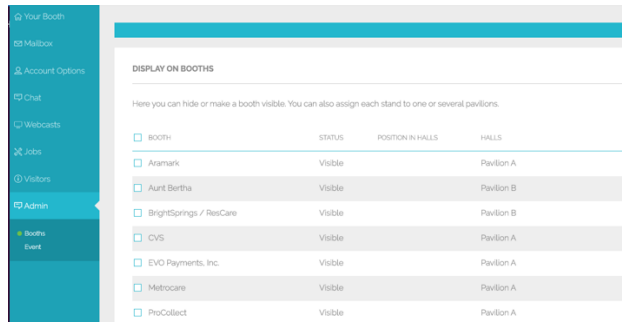 Your Booth
Mailbox
Account Options
Chat
Webcasts
Jobs
Visitors
Admin
Booths
Event
DISPLAY ON BOOTHS
Here you can hide or make a booth visible. You can also assign each stand to one or several pavilions.
BOOTH STATUS POSITION IN HALLS HALLS
Aramark Visible Pavilion A
Aunt Bertha Visible Pavilion B
BrightSprings / ResCare Visible Pavilion B
CVS Visible Pavilion A
EVO Payments, Inc. Visible Pavilion A
Metrocare Visible Pavilion A
ProCollect Visible Pavilion A